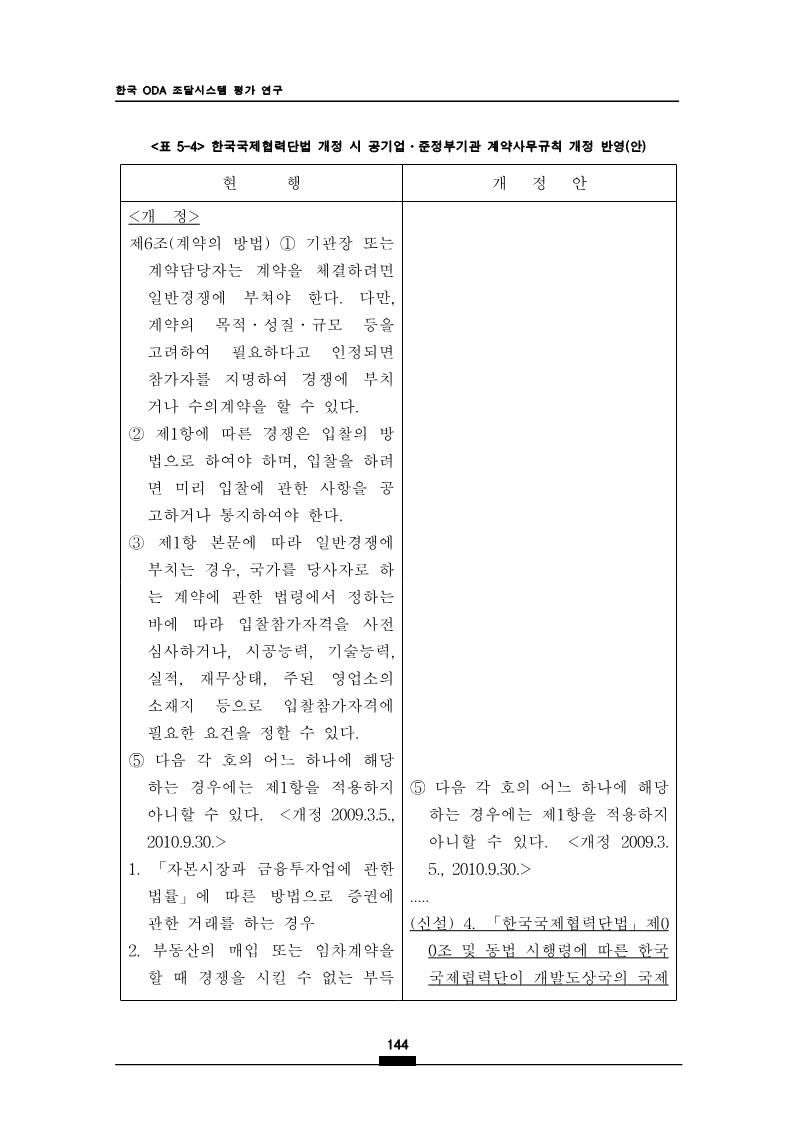 한국 ODA 조달시스템 평가 연구
<표 5-4> 한국국제협력단법 개정 시 공기업·준정부기관 계약사무규칙 개정 반영(안)
현 행
개 정 안
<개 정>
제6조(계약의 방법) ① 기관장 또는
계약담당자는 계약을 체결하려면
일반경쟁에 부쳐야 한다. 다만,
계약의 목적·성질·규모 등을
고려하여 필요하다고 인정되면
참가자를 지명하여 경쟁에 부치
거나 수의계약을 할 수 있다.
② 제1항에 따른 경쟁은 입찰의 방
법으로 하여야 하며, 입찰을 하려
면 미리 입찰에 관한 사항을 공
고하거나 통지하여야 한다.
③ 제1항 본문에 따라 일반경쟁에
부치는 경우, 국가를 당사자로 하
는 계약에 관한 법령에서 정하는
바에 따라 입찰참가자격을 사전
심사하거나, 시공능력, 기술능력,
실적, 재무상태, 주된 영업소의
소재지 등으로 입찰참가자격에
필요한 요건을 정할 수 있다.
⑤ 다음 각 호의 어느 하나에 해당
하는 경우에는 제1항을 적용하지
아니할 수 있다. <개정 2009.3.5.,
2010.9.30.>
1. 「자본시장과 금융투자업에 관한
법률」에 따른 방법으로 증권에
관한 거래를 하는 경우
2. 부동산의 매입 또는 임차계약을
할 때 경쟁을 시킬 수 없는 부득
⑤ 다음 각 호의 어느 하나에 해당
하는 경우에는 제1항을 적용하지
아니할 수 있다. <개정 2009.3.
5., 2010.9.30.>
.....
(신설) 4. 「한국국제협력단법」제0
0조 및 동법 시행령에 따른 한국
국제립력단이 개발도상국의 국제
144